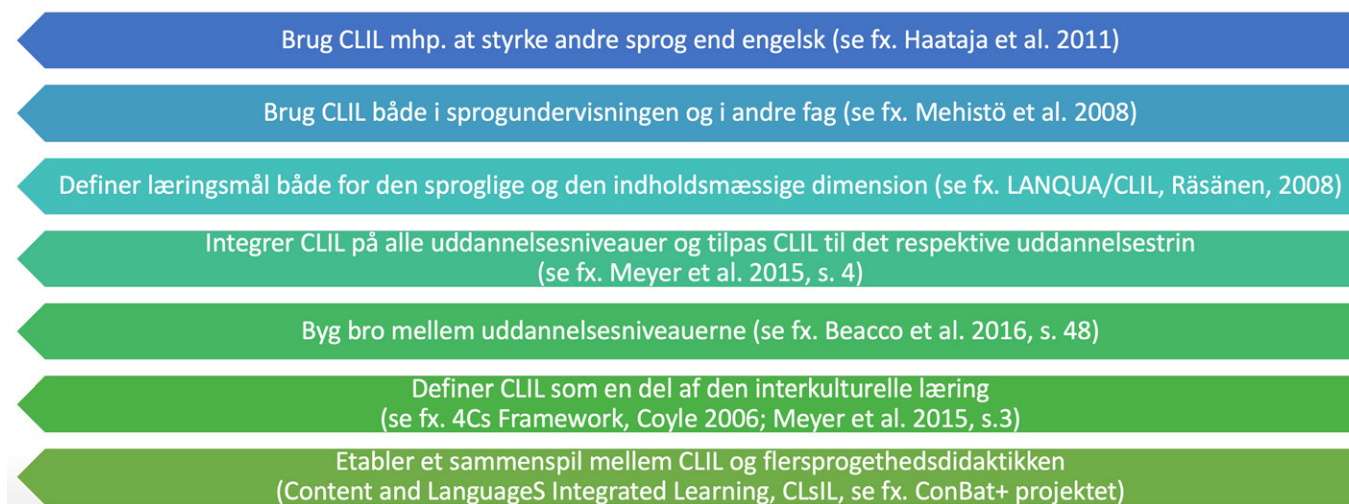 Brug CLIL mhp. at styrke andre sprog end engelsk (se fx. Haataja et al. 2011)
Brug CLIL både i sprogundervisningen og i andre fag (se fx. Mehistö et al. 2008)
Definer læringsmål både for den sproglige og den indholdsmæssige dimension (se fx. LANQUA/CLIL, Räsänen, 2008)
Integrer CLIL på alle uddannelsesniveauer og tilpas CLIL til det respektive uddannelsestrin
(se fx. Meyer et al. 2015, s. 4)
Byg bro mellem uddannelsesniveauerne (se fx. Beacco et al. 2016, s. 48)
Definer CLIL som en del af den interkulturelle læring
(se fx. 4Cs Framework, Coyle 2006; Meyer et al. 2015, s.3)
Etabler et sammenspil mellem CLIL og flersprogethedsdidaktikken
(Content and LanguageS Integrated Learning, CLsIL, se fx. ConBat+ projektet)